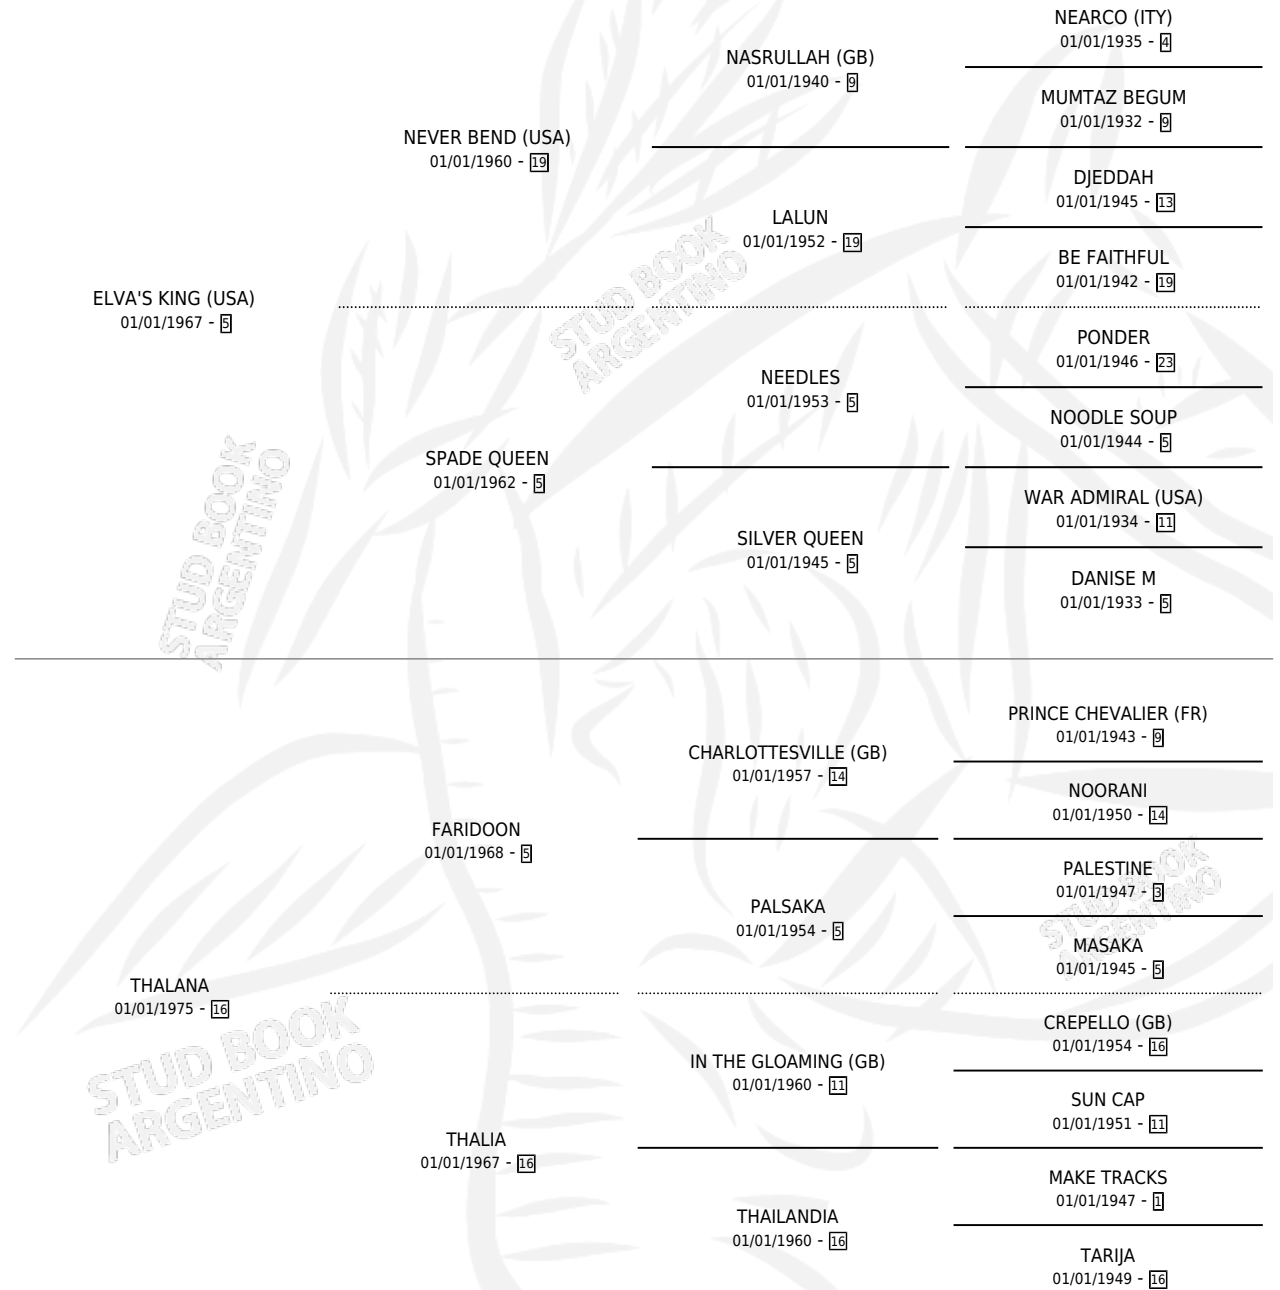 NEARCO (ITY)
01/01/1935 - 4
NASRULLAH (GB)
01/01/1940 - 9
MUMTAZ BEGUM
01/01/1932 - 9
NEVER BEND (USA)
01/01/1960 - 19
DJEDDAH
01/01/1945 - 13
LALUN
01/01/1952 - 19
BE FAITHFUL
01/01/1942 - 19
ELVA'S KING (USA)
01/01/1967 - 5
PONDER
01/01/1946 - 23
NEEDLES
01/01/1953 - 5
NOODLE SOUP
01/01/1944 - 5
SPADE QUEEN
01/01/1962 - 5
WAR ADMIRAL (USA)
01/01/1934 - 11
SILVER QUEEN
01/01/1945 - 5
DANISE M
01/01/1933 - 5
PRINCE CHEVALIER (FR)
01/01/1943 - 9
CHARLOTTESVILLE (GB)
01/01/1957 - 14
NOORANI
01/01/1950 - 14
FARIDOON
01/01/1968 - 5
PALESTINE
01/01/1947 - 3
PALSAKA
01/01/1954 - 5
MASAKA
01/01/1945 - 5
THALANA
01/01/1975 - 16
CREPELLO (GB)
01/01/1954 - 16
IN THE GLOAMING (GB)
01/01/1960 - 11
SUN CAP
01/01/1951 - 11
THALIA
01/01/1967 - 16
MAKE TRACKS
01/01/1947 - 1
THAILANDIA
01/01/1960 - 16
TARIJA
01/01/1949 - 16
STUD BOOK
ARGENTINO
STUD BOOK
ARGENTINO
STUD BOOK
ARGENTINO
STUD BOOK
ARGENTINO